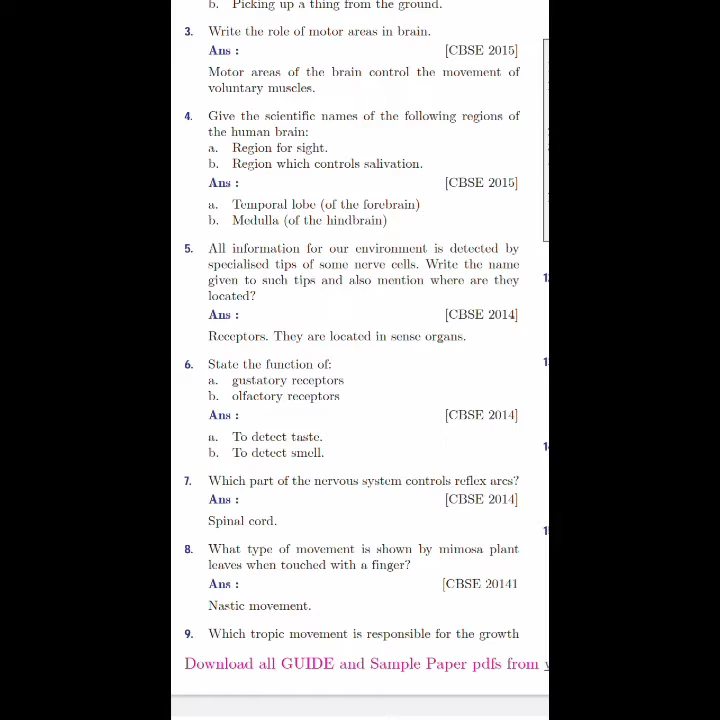 b. Picking up a thing from the ground.
3. Write the role of motor areas in brain.
Ans : [CBSE 2015]
Motor areas of the brain control the movement of
voluntary muscles.
4. Give the scientific names of the following regions of
the human brain:
a. Region for sight.
b. Region which controls salivation.
Ans : [CBSE 2015]
a. Temporal lobe (of the forebrain)
b. Medulla (of the hindbrain)
5. All information for our environment is detected by
specialised tips of some nerve cells. Write the name
given to such tips and also mention where are they
located?
Ans : [CBSE 2014]
Receptors. They are located in sense organs.
6. State the function of:
a. gustatory receptors
b. olfactory receptors
Ans : [CBSE 2014]
a. To detect taste.
b. To detect smell.
7. Which part of the nervous system controls reflex arcs?
Ans : [CBSE 2014]
Spinal cord.
8. What type of movement is shown by mimosa plant
leaves when touched with a finger?
Ans : [CBSE 20141
Nastic movement.
9. Which tropic movement is responsible for the growth
Download all GUIDE and Sample Paper pdfs from